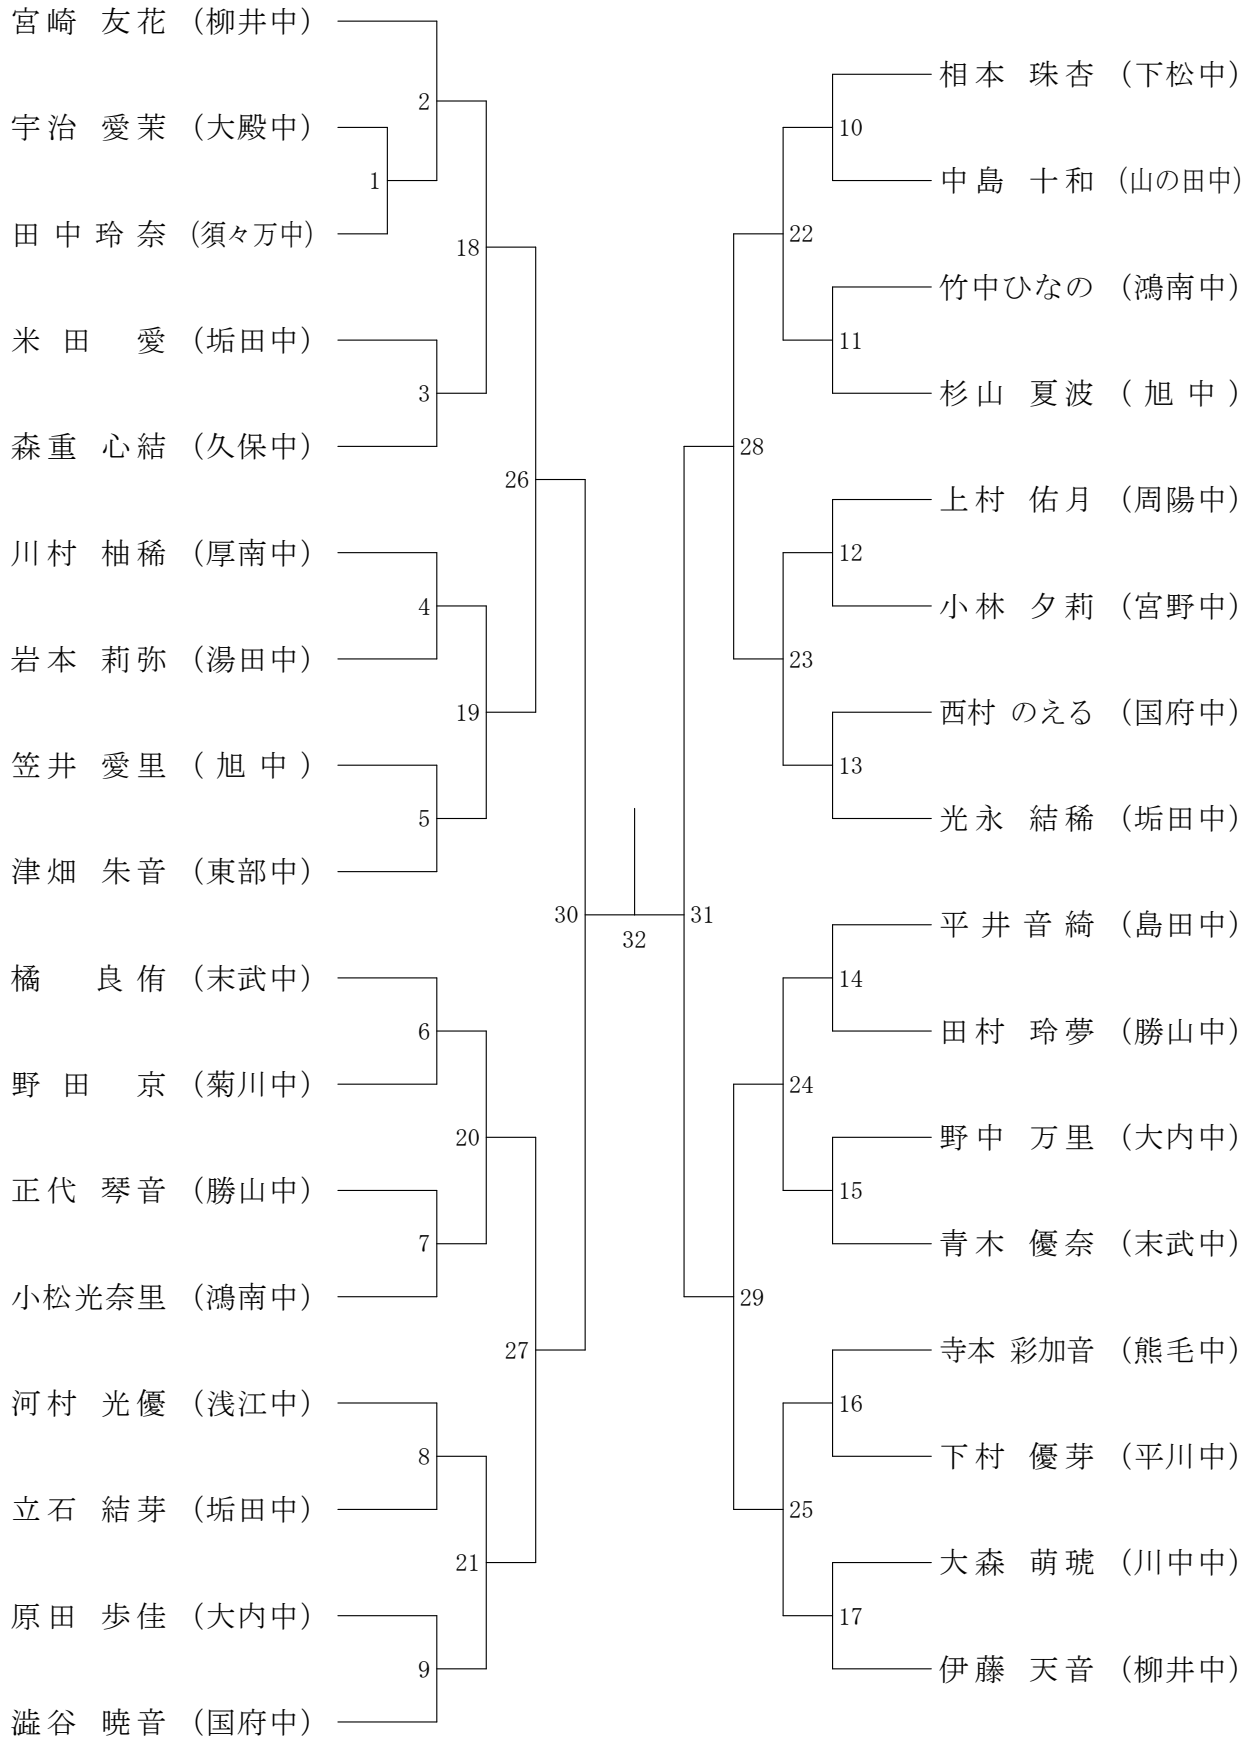 宮崎 友花 (柳井中)
宇治 愛茉 (大殿中)
田中玲奈 (須々万中)
米田 愛 (垢田中)
森重 心結 (久保中)
川村 柚稀 (厚南中)
岩本 莉弥 (湯田中)
笠井 愛里 (旭中)
津畑 朱音 (東部中)
橘 良侑 (末武中)
野田 京 (菊川中)
正代 琴音 (勝山中)
小松光奈里 (鴻南中)
河村 光優 (浅江中)
立石 結芽 (垢田中)
原田 歩佳 (大内中)
澁谷 暁音 (国府中)
1
2
3
4
5
6
7
8
9
18
19
20
21
26
27
30
32
31
28
29
22
23
24
25
10
11
12
13
14
15
16
17
相本 珠杏 (下松中)
中島 十和 (山の田中)
竹中ひなの (鴻南中)
杉山 夏波 (旭中)
上村 佑月 (周陽中)
小林 夕莉 (宮野中)
西村 のえる (国府中)
光永 結稀 (垢田中)
平井音綺 (島田中)
田村 玲夢 (勝山中)
野中 万里 (大内中)
青木 優奈 (末武中)
寺本 彩加音 (熊毛中)
下村 優芽 (平川中)
大森 萌琥 (川中中)
伊藤 天音 (柳井中)